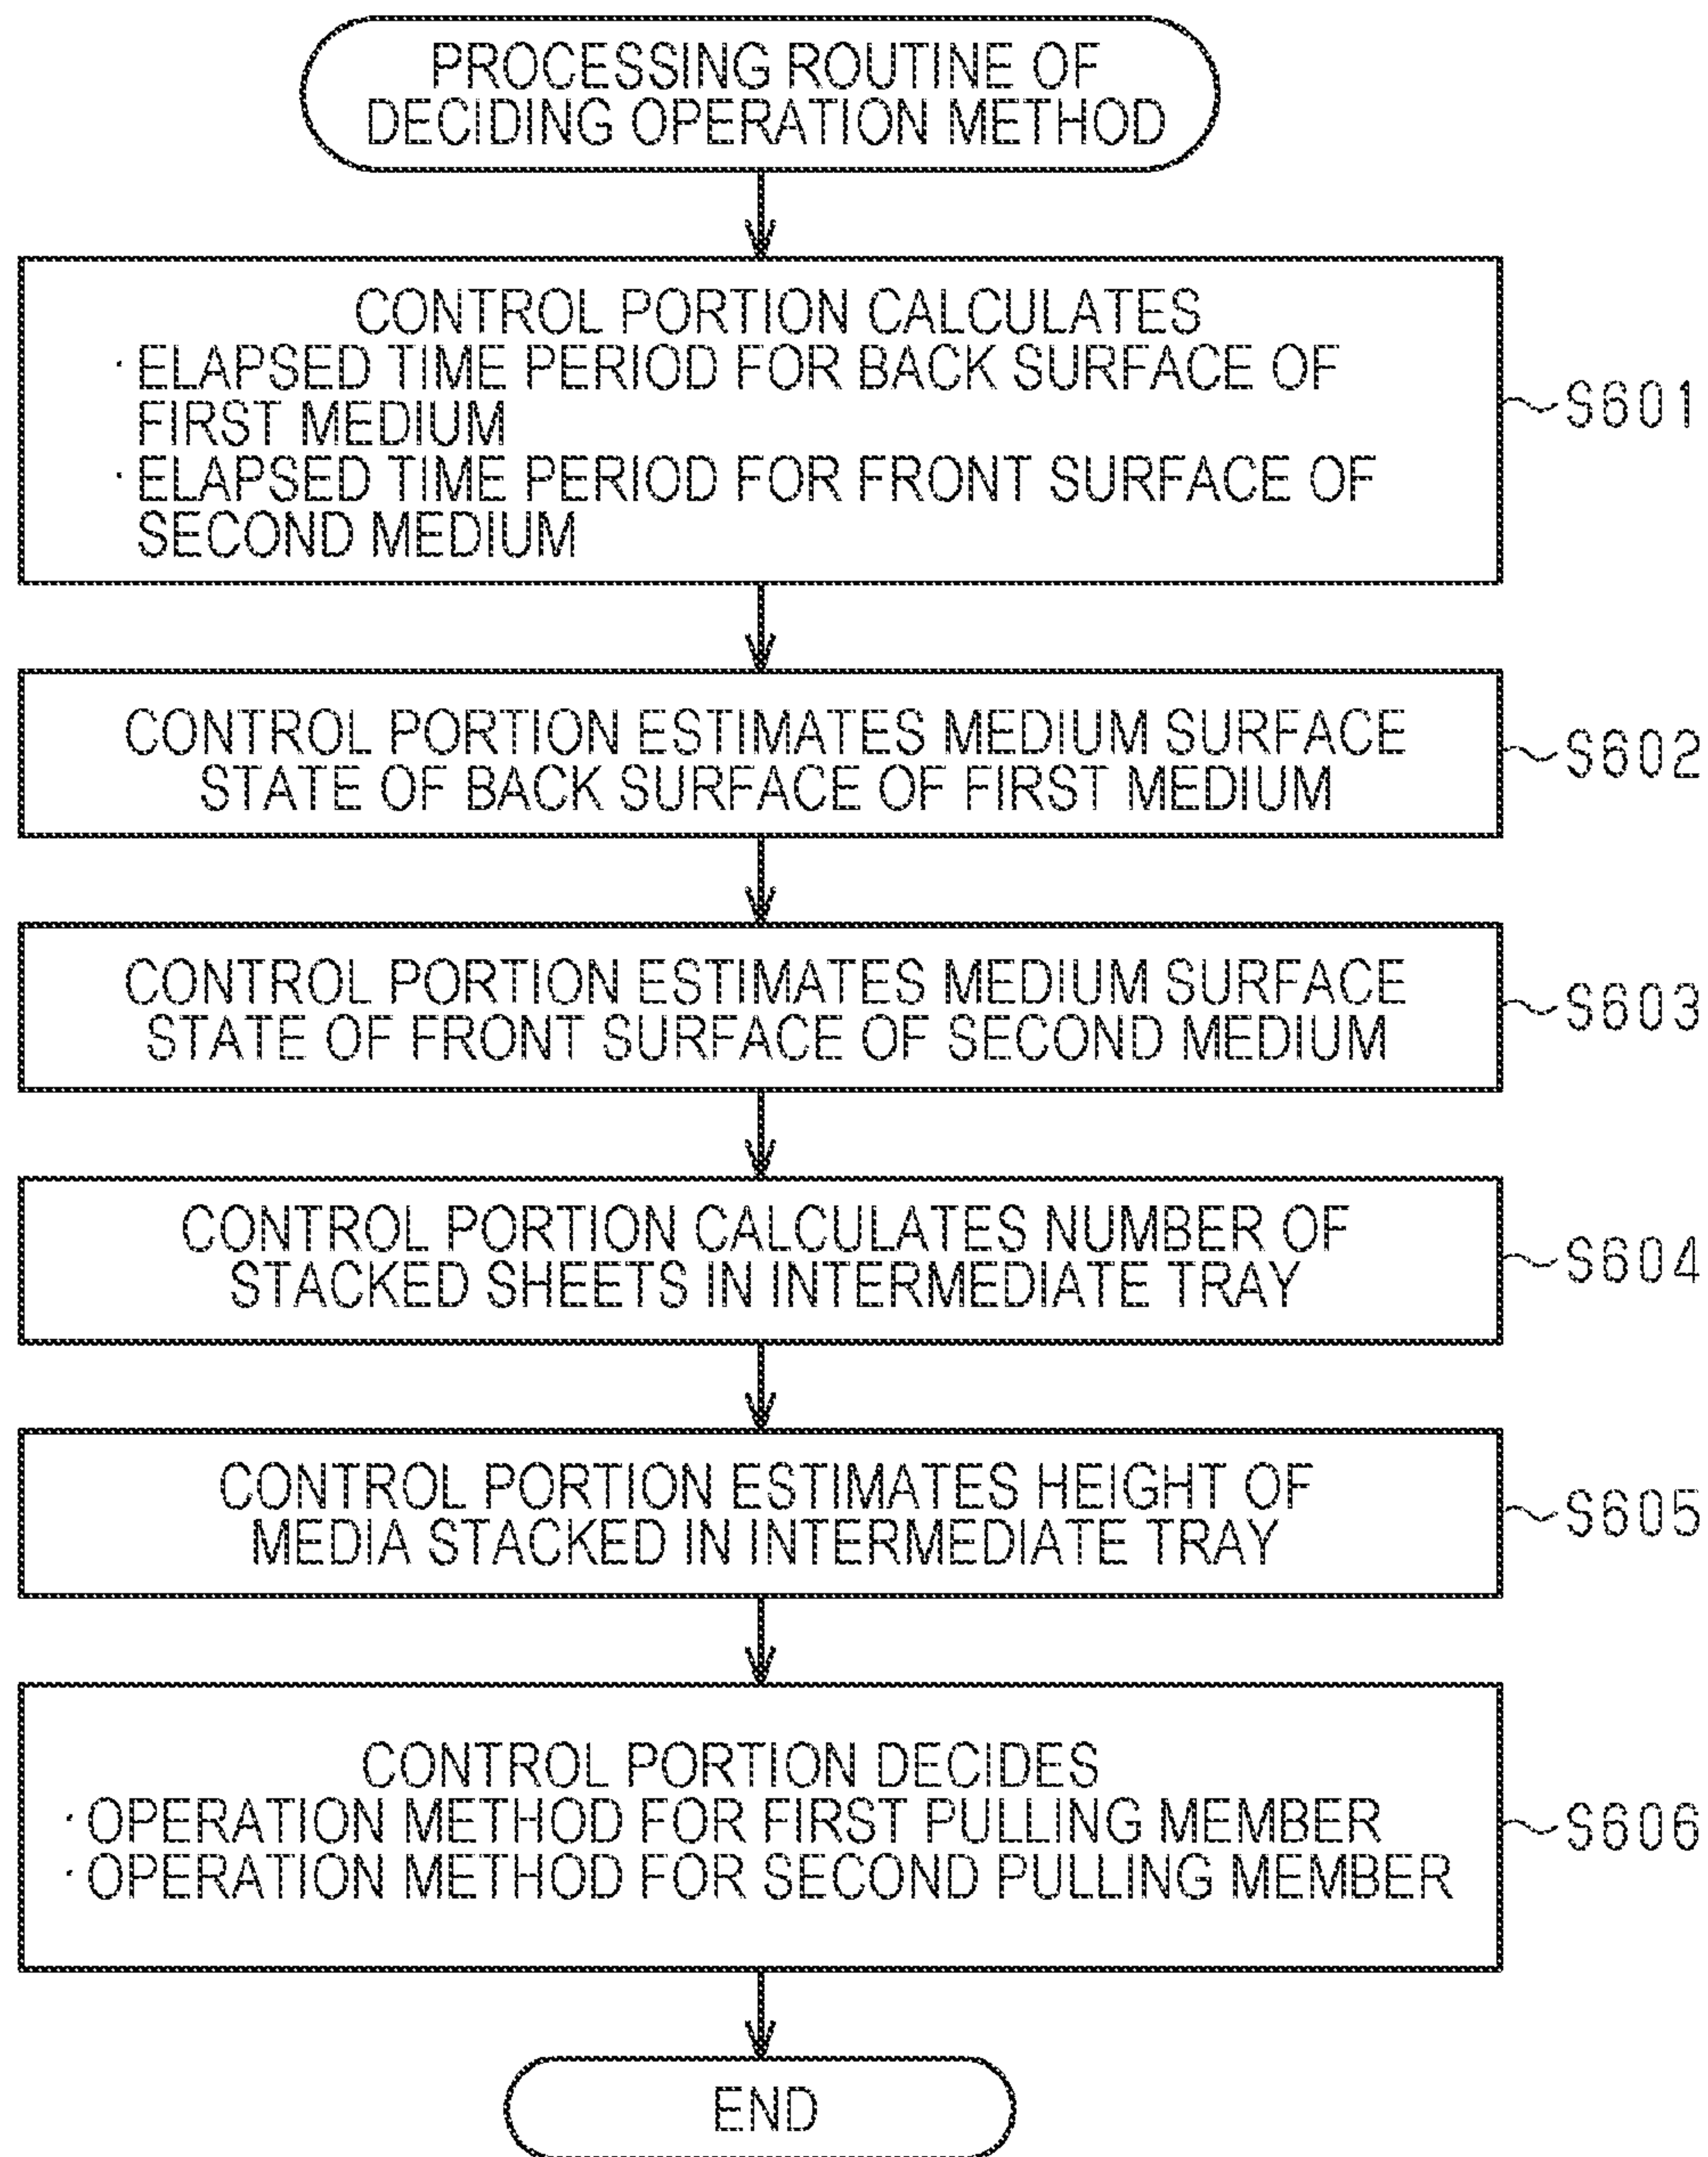 PROCESSING ROUTINE OF
DECIDING OPERATION METHOD
CONTROL PORTION CALCULATES
· ELAPSED TIME PERIOD FOR BACK SURFACE OF
FIRST MEDIUM
· ELAPSED TIME PERIOD FOR FRONT SURFACE OF
SECOND MEDIUM
S601
CONTROL PORTION ESTIMATES MEDIUM SURFACE
STATE OF BACK SURFACE OF FIRST MEDIUM
S602
CONTROL PORTION ESTIMATES MEDIUM SURFACE
STATE OF FRONT SURFACE OF SECOND MEDIUM
S603
CONTROL PORTION CALCULATES NUMBER OF
STACKED SHEETS IN INTERMEDIATE TRAY
S604
CONTROL PORTION ESTIMATES HEIGHT OF
MEDIA STACKED IN INTERMEDIATE TRAY
S605
CONTROL PORTION DECIDES
· OPERATION METHOD FOR FIRST PULLING MEMBER
· OPERATION METHOD FOR SECOND PULLING MEMBER
S606
END